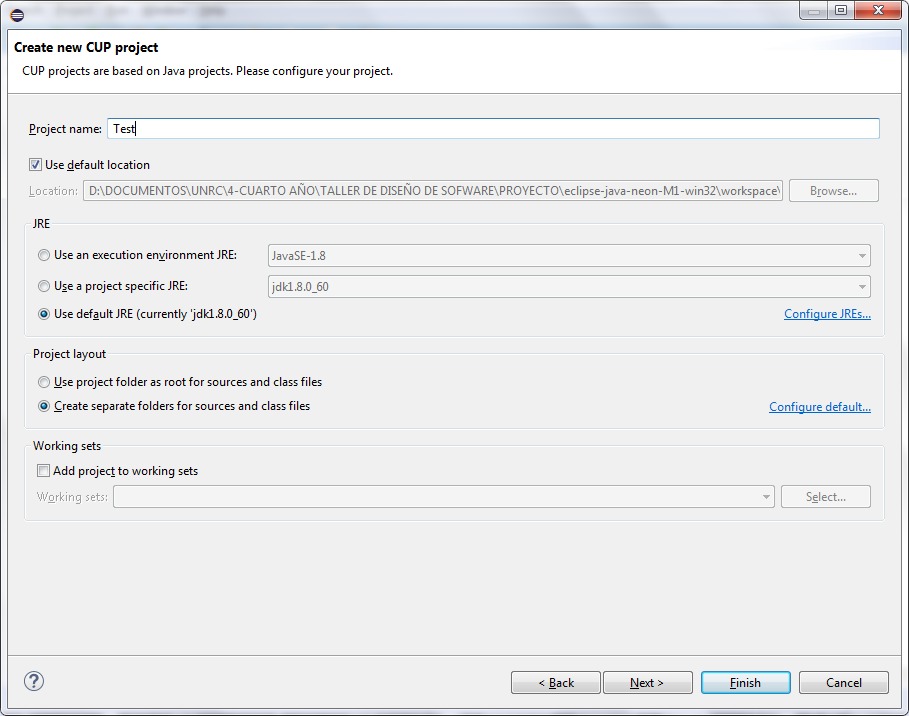 Create new CUP project
CUP projects are based on Java projects. Please configure your project.
Project name: Test
Use default location
Location: D:\DOCUMENTOS\UNRC\4-CUARTO AÑO\TALLER DE DISEÑO DE SOFWARE\PROYECTO\eclipse-java-neon-M1-win32\workspace\ Browse...
JRE
Use an execution environment JRE: JavaSE-1.8
Use a project specific JRE: jdk1.8.0_60
Use default JRE (currently 'jdk1.8.0_60') Configure JREs...
Project layout
Use project folder as root for sources and class files
Create separate folders for sources and class files Configure default...
Working sets
Add project to working sets
Working sets: Select...
? < Back Next > Finish Cancel